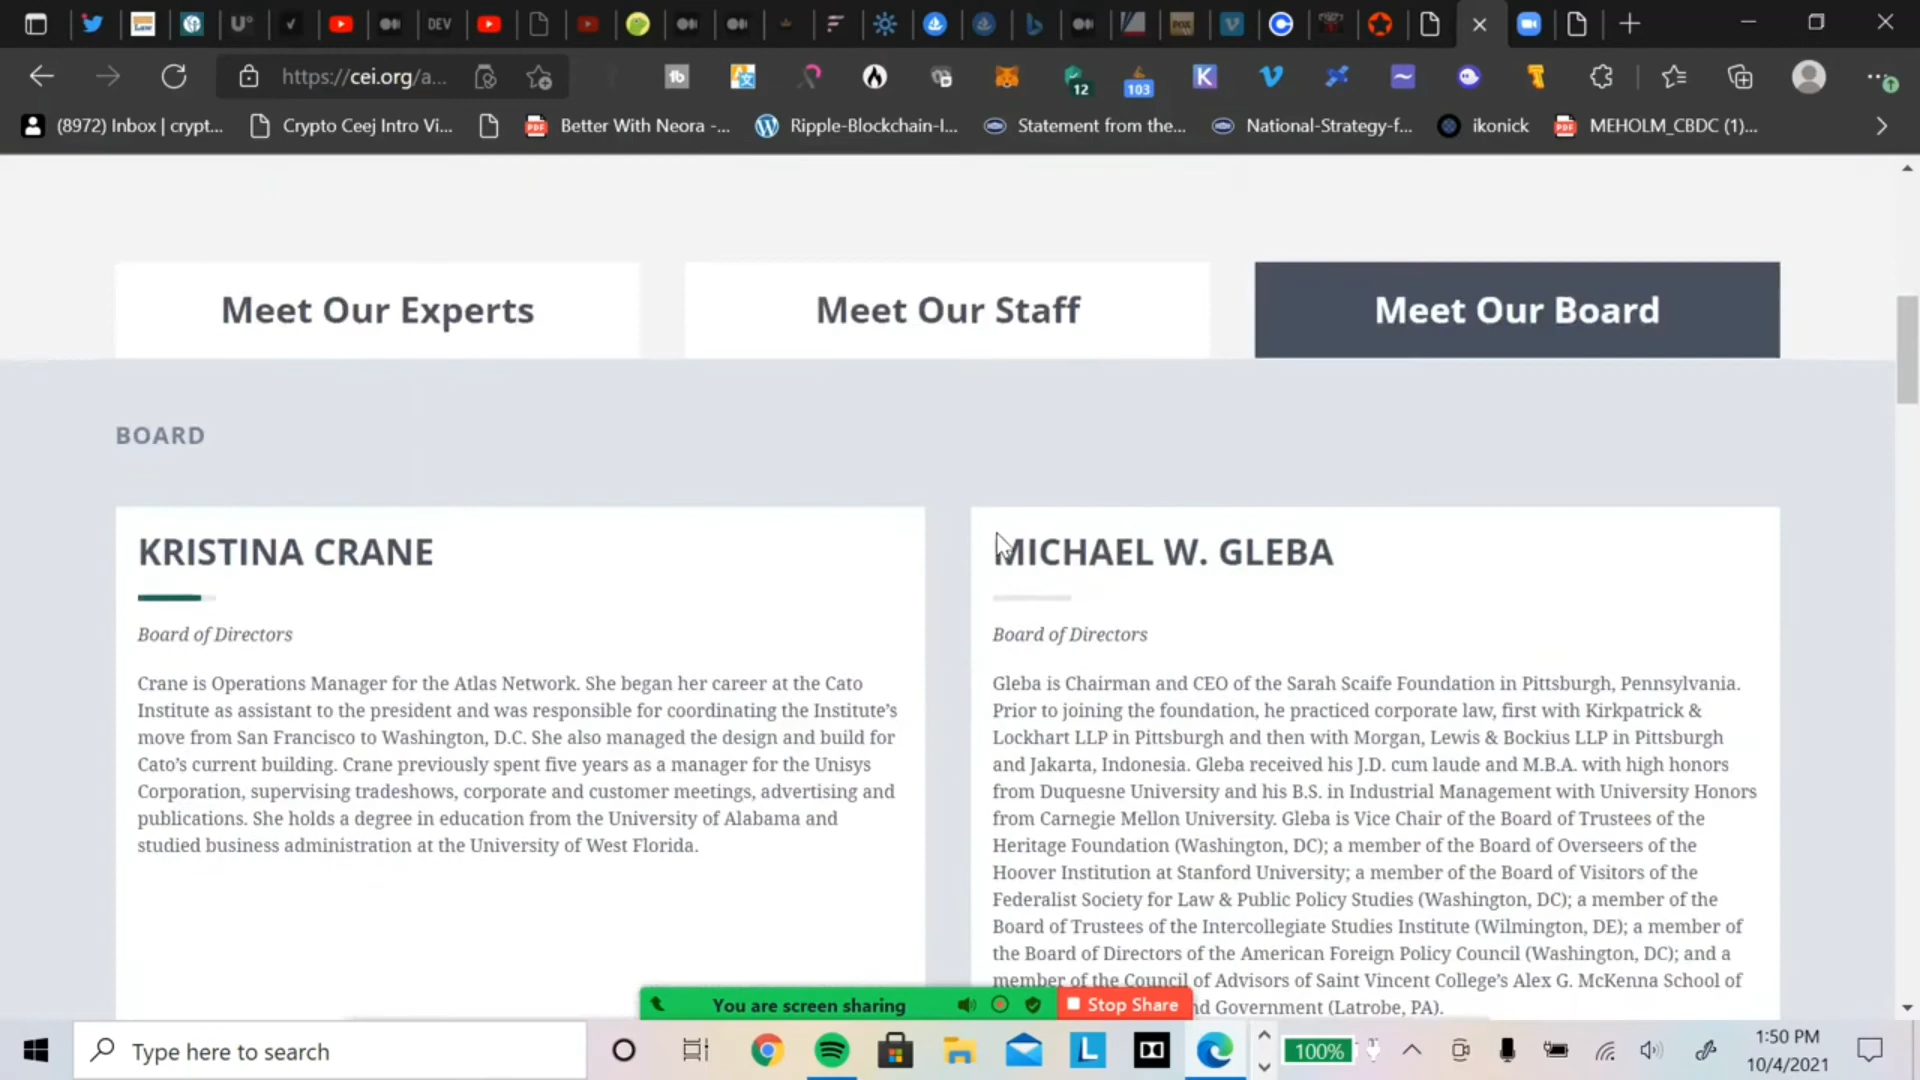 DEV
https://cei.org/a...
12
103
(8972) Inbox | crypt...
Crypto Ceej Intro Vi...
Better With Neora -...
Ripple-Blockchain-I...
Statement from the...
National-Strategy-f...
ikonick
MEHOLM_CBDC (1)...
Meet Our Experts
Meet Our Staff
Meet Our Board
BOARD
KRISTINA CRANE
Board of Directors
Crane is Operations Manager for the Atlas Network. She began her career at the Cato
Institute as assistant to the president and was responsible for coordinating the Institute's
move from San Francisco to Washington, D.C. She also managed the design and build for
Cato's current building. Crane previously spent five years as a manager for the Unisys
Corporation, supervising tradeshows, corporate and customer meetings, advertising and
publications. She holds a degree in education from the University of Alabama and
studied business administration at the University of West Florida.
MICHAEL W. GLEBA
Board of Directors
Gleba is Chairman and CEO of the Sarah Scaife Foundation in Pittsburgh, Pennsylvania.
Prior to joining the foundation, he practiced corporate law, first with Kirkpatrick &
Lockhart LLP in Pittsburgh and then with Morgan, Lewis & Bockius LLP in Pittsburgh
and Jakarta, Indonesia. Gleba received his J.D. cum laude and M.B.A. with high honors
from Duquesne University and his B.S. in Industrial Management with University Honors
from Carnegie Mellon University. Gleba is Vice Chair of the Board of Trustees of the
Heritage Foundation (Washington, DC); a member of the Board of Overseers of the
Hoover Institution at Stanford University; a member of the Board of Visitors of the
Federalist Society for Law & Public Policy Studies (Washington, DC); a member of the
Board of Trustees of the Intercollegiate Studies Institute (Wilmington, DE); a member of
the Board of Directors of the American Foreign Policy Council (Washington, DC); and a
member of the Council of Advisors of Saint Vincent College's Alex G. McKenna School of
nd Government (Latrobe, PA).
You are screen sharing
Stop Share
Type here to search
100%
1:50 PM
10/4/2021